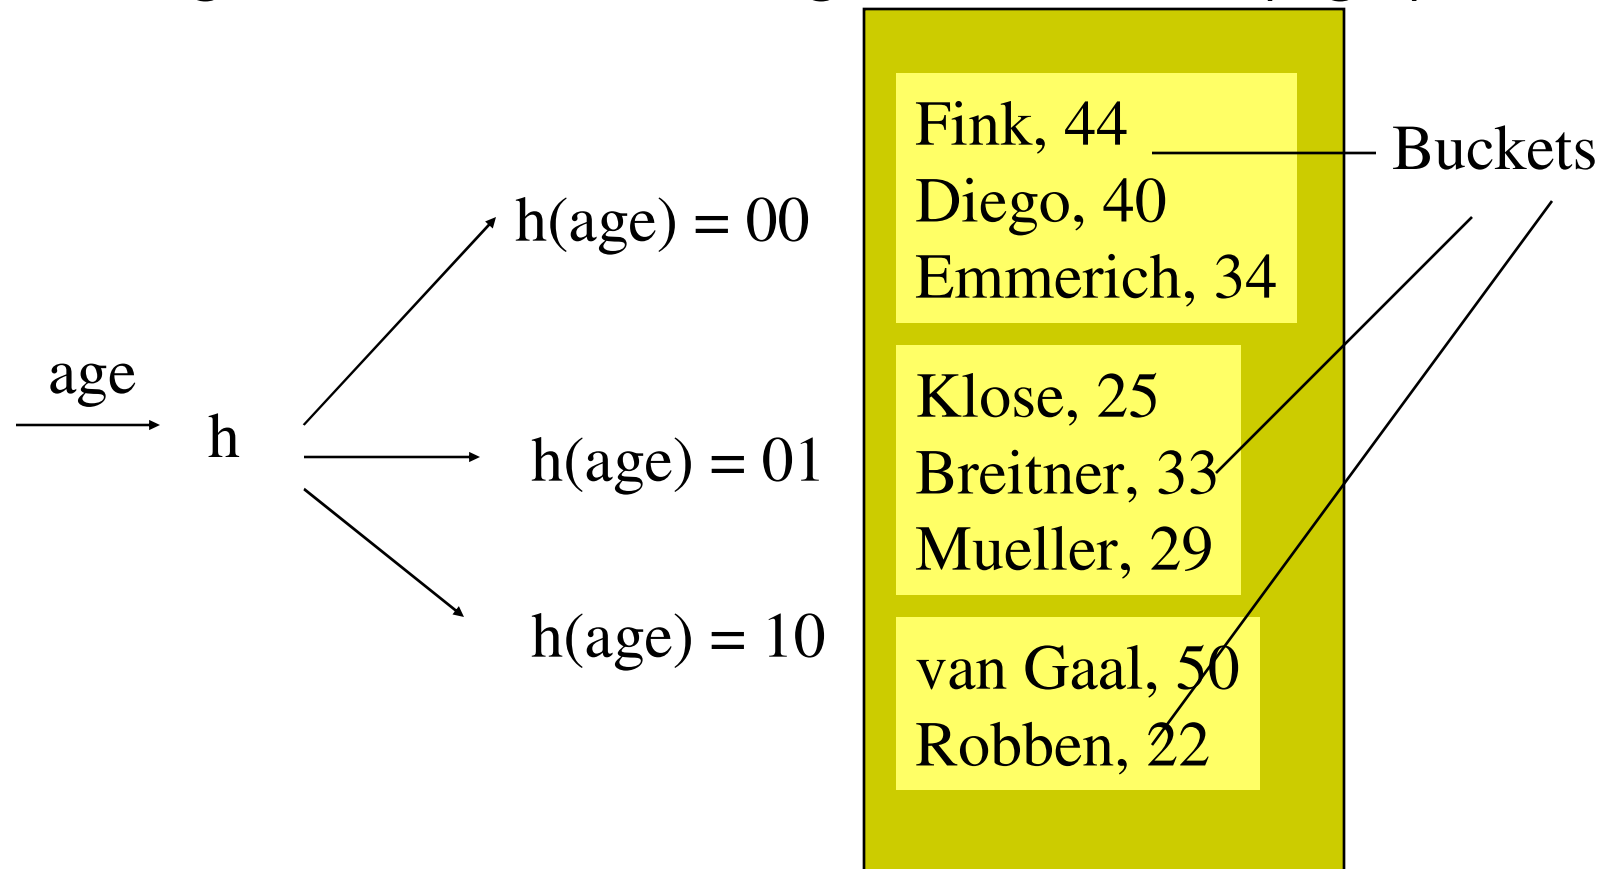 Fink, 44
Buckets
Diego, 40
h(age) = 00
Emmerich, 34
age
Klose, 25
h
h(age) = 01
Breitner, 33
Mueller, 29
h(age) = 10
van Gaal, 50
Robben, 22